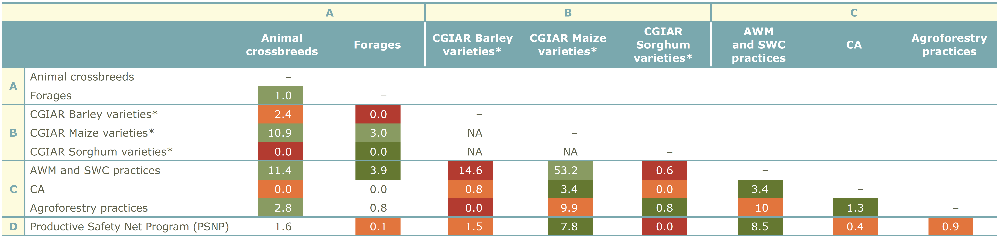 A B C
Animal crossbreeds Forages CGIAR Barley varieties* CGIAR Maize varieties* CGIAR Sorghum varieties* AWM and SWC practices CA Agroforestry practices
A
Animal crossbreeds –
Forages 1.0 –
B
CGIAR Barley varieties* 2.4 0.0 –
CGIAR Maize varieties* 10.9 3.0 NA –
CGIAR Sorghum varieties* 0.0 0.0 NA NA –
C
AWM and SWC practices 11.4 3.9 14.6 53.2 0.6 –
CA 0.0 0.0 0.8 3.4 0.0 3.4 –
Agroforestry practices 2.8 0.8 0.0 9.9 0.8 10 1.3 –
D Productive Safety Net Program (PSNP) 1.6 0.1 1.5 7.8 0.0 8.5 0.4 0.9